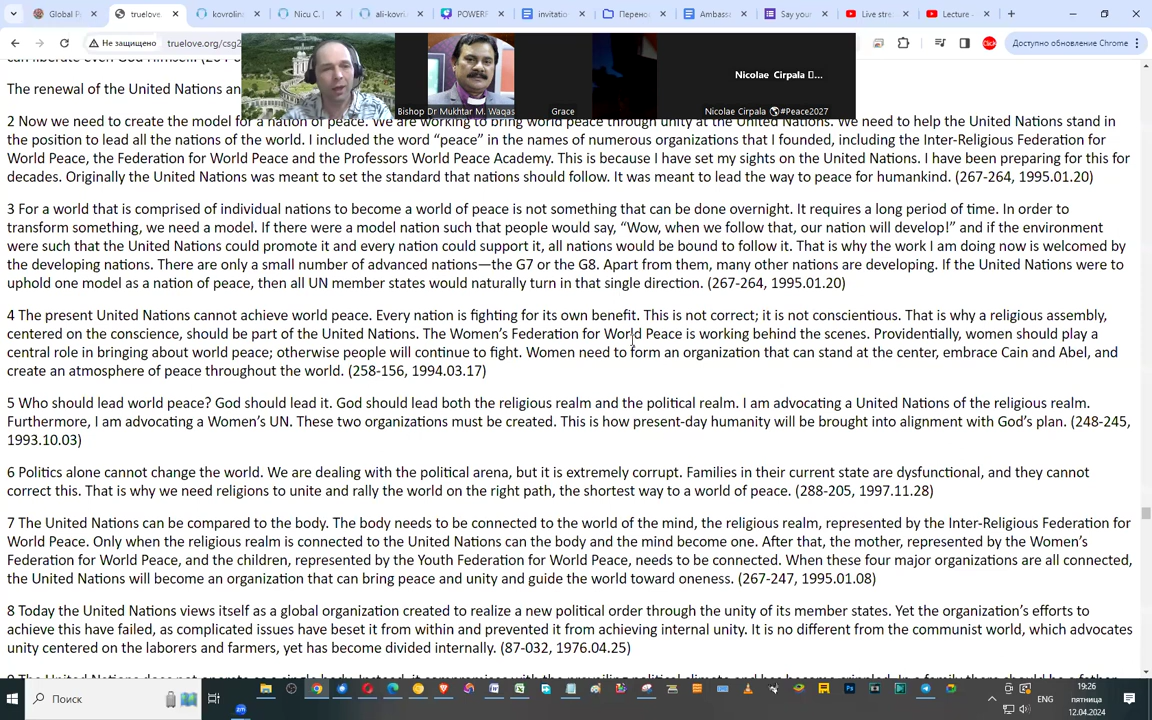 Global P
truelove.
kovroline
Nicu C. |
ali-kovri
POWERF
invitatio
Перенос
Ambassa
Say your
Live stre
Lecture -
Не защищено truelove.org/csg2
Доступно обновление Chrome
can liberate even God Himself! (204-
Bishop Dr Mukhtar M. Waqas
Grace
Nicolae Cirpala ...
Nicolae Cirpala #Peace2027
The renewal of the United Nations an
2 Now we need to create the model for a nation of peace. We are working to bring world peace through unity at the United Nations. We need to help the United Nations stand in
the position to lead all the nations of the world. I included the word “peace” in the names of numerous organizations that I founded, including the Inter-Religious Federation for
World Peace, the Federation for World Peace and the Professors World Peace Academy. This is because I have set my sights on the United Nations. I have been preparing for this for
decades. Originally the United Nations was meant to set the standard that nations should follow. It was meant to lead the way to peace for humankind. (267-264, 1995.01.20)
3 For a world that is comprised of individual nations to become a world of peace is not something that can be done overnight. It requires a long period of time. In order to
transform something, we need a model. If there were a model nation such that people would say, “Wow, when we follow that, our nation will develop!” and if the environment
were such that the United Nations could promote it and every nation could support it, all nations would be bound to follow it. That is why the work I am doing now is welcomed by
the developing nations. There are only a small number of advanced nations—the G7 or the G8. Apart from them, many other nations are developing. If the United Nations were to
uphold one model as a nation of peace, then all UN member states would naturally turn in that single direction. (267-264, 1995.01.20)
4 The present United Nations cannot achieve world peace. Every nation is fighting for its own benefit. This is not correct; it is not conscientious. That is why a religious assembly,
centered on the conscience, should be part of the United Nations. The Women’s Federation for World Peace is working behind the scenes. Providentially, women should play a
central role in bringing about world peace; otherwise people will continue to fight. Women need to form an organization that can stand at the center, embrace Cain and Abel, and
create an atmosphere of peace throughout the world. (258-156, 1994.03.17)
5 Who should lead world peace? God should lead it. God should lead both the religious realm and the political realm. I am advocating a United Nations of the religious realm.
Furthermore, I am advocating a Women’s UN. These two organizations must be created. This is how present-day humanity will be brought into alignment with God’s plan. (248-245,
1993.10.03)
6 Politics alone cannot change the world. We are dealing with the political arena, but it is extremely corrupt. Families in their current state are dysfunctional, and they cannot
correct this. That is why we need religions to unite and rally the world on the right path, the shortest way to a world of peace. (288-205, 1997.11.28)
7 The United Nations can be compared to the body. The body needs to be connected to the world of the mind, the religious realm, represented by the Inter-Religious Federation for
World Peace. Only when the religious realm is connected to the United Nations can the body and the mind become one. After that, the mother, represented by the Women’s
Federation for World Peace, and the children, represented by the Youth Federation for World Peace, needs to be connected. When these four major organizations are all connected,
the United Nations will become an organization that can bring peace and unity and guide the world toward oneness. (267-247, 1995.01.08)
8 Today the United Nations views itself as a global organization created to realize a new political order through the unity of its member states. Yet the organization’s efforts to
achieve this have failed, as complicated issues have beset it from within and prevented it from achieving internal unity. It is no different from the communist world, which advocates
unity centered on the laborers and farmers, yet has become divided internally. (87-032, 1976.04.25)
Поиск
ENG
19:26
пятница
12.04.2024